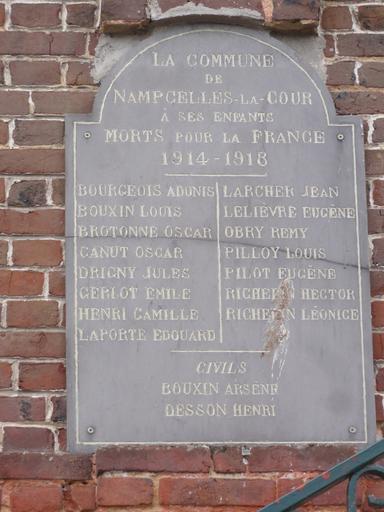 LA COMMUNE
DE
NAMPCELLES-LA-COUR
À SES ENFANTS
MORTS POUR LA FRANCE
1914-1918
BOURGEOIS ADONIS
BOUXIN LOUIS
BROTONNE OSCAR
CANUT OSCAR
DRIGNY JULES
GERLOT EMILE
HENRI CAMILLE
LAPORTE EDOUARD
LARCHER JEAN
LELIÈVRE EUGÈNE
OBRY REMY
PILLOY LOUIS
PILOT EUGÈNE
HECTOR
LÉONICE
CIVILS
BOUXIN ARSÈNE
DESSON HENRI